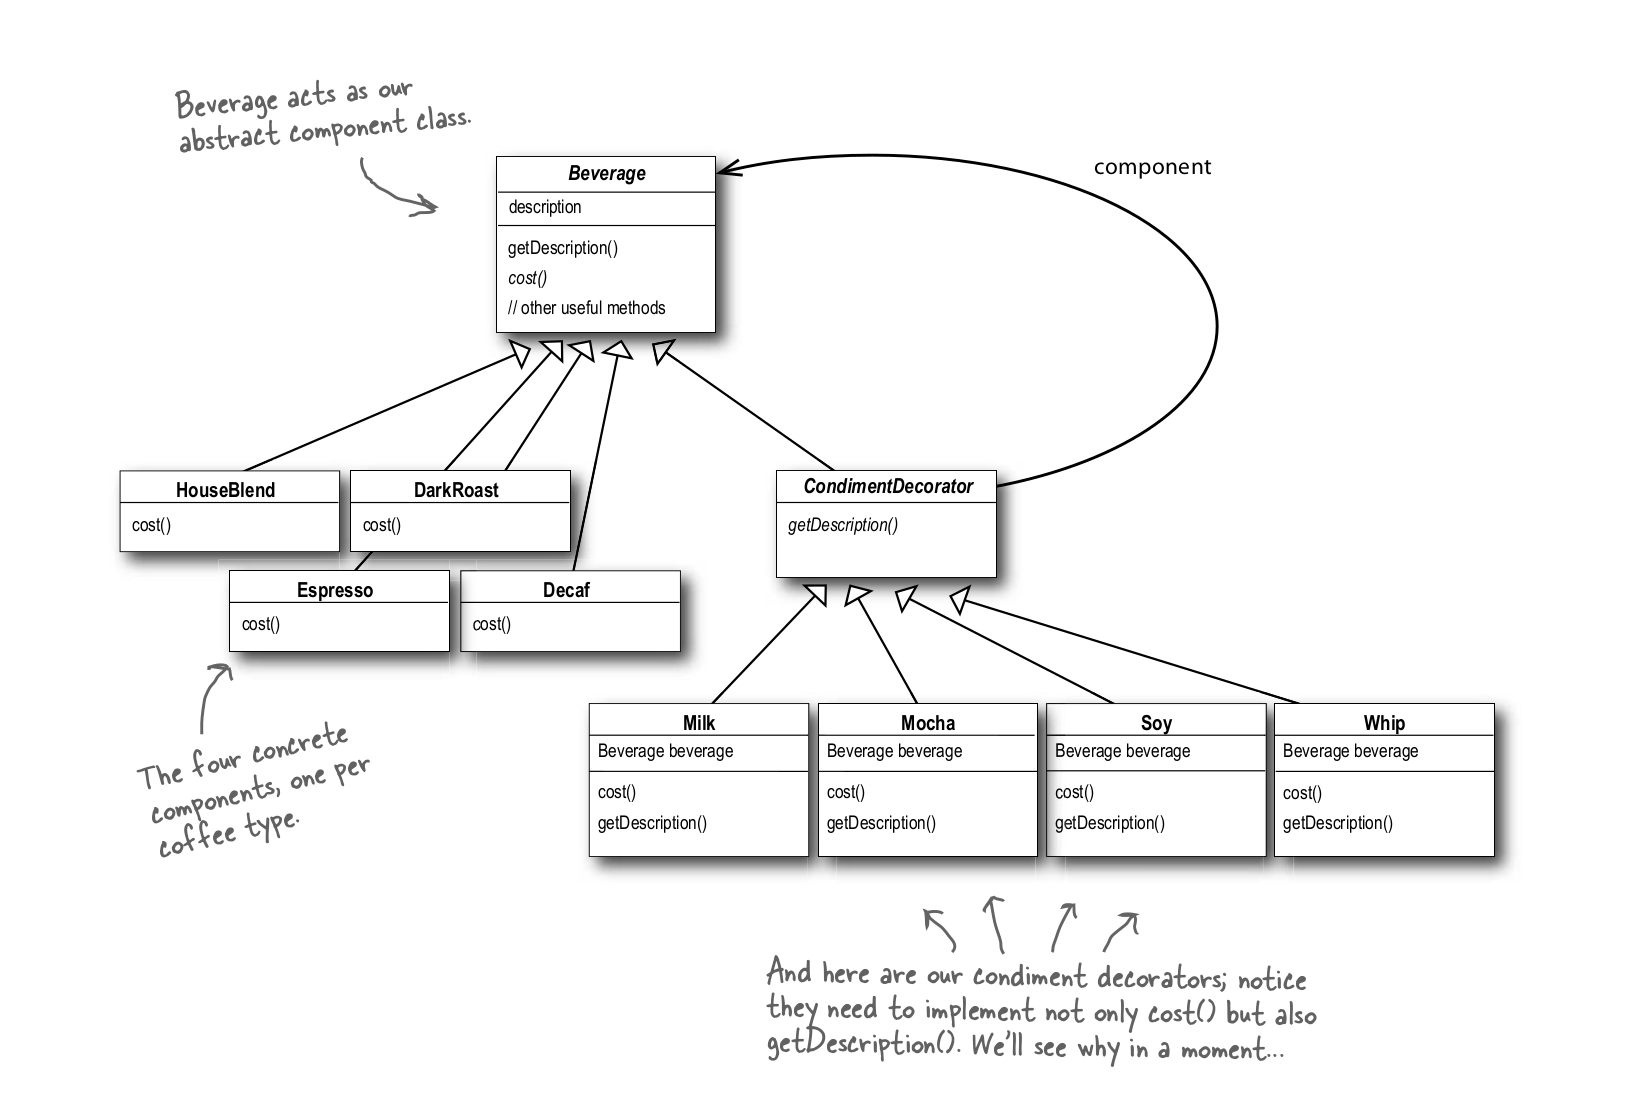 Beverage acts as our
abstract component class.
component
Beverage
description
getDescription()
cost()
// other useful methods
HouseBlend
cost()
DarkRoast
cost()
CondimentDecorator
getDescription()
Espresso
cost()
Decaf
cost()
The four concrete
components, one per
coffee type.
Milk
Beverage beverage
cost()
getDescription()
Mocha
Beverage beverage
cost()
getDescription()
Soy
Beverage beverage
cost()
getDescription()
Whip
Beverage beverage
cost()
getDescription()
And here are our condiment decorators; notice
they need to implement not only cost() but also
getDescription(). We'll see why in a moment...